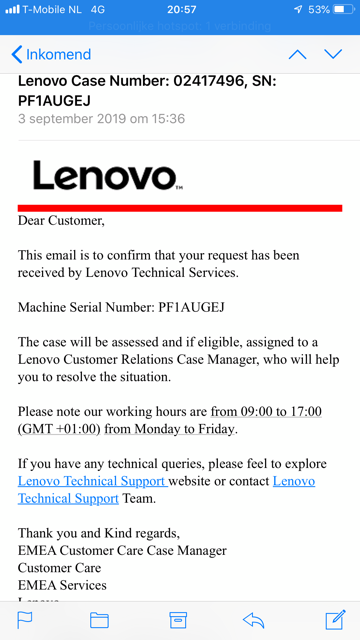 T-Mobile NL 4G 20:57 53%
Persoonlijke hotspot: 1 verbinding
Inkomend
Lenovo Case Number: 02417496, SN:
PF1AUGEJ
3 september 2019 om 15:36
Lenovo™
Dear Customer,
This email is to confirm that your request has been
received by Lenovo Technical Services.
Machine Serial Number: PF1AUGEJ
The case will be assessed and if eligible, assigned to a
Lenovo Customer Relations Case Manager, who will help
you to resolve the situation.
Please note our working hours are from 09:00 to 17:00
(GMT +01:00) from Monday to Friday.
If you have any technical queries, please feel to explore
Lenovo Technical Support website or contact Lenovo
Technical Support Team.
Thank you and Kind regards,
EMEA Customer Care Case Manager
Customer Care
EMEA Services
Lenovo